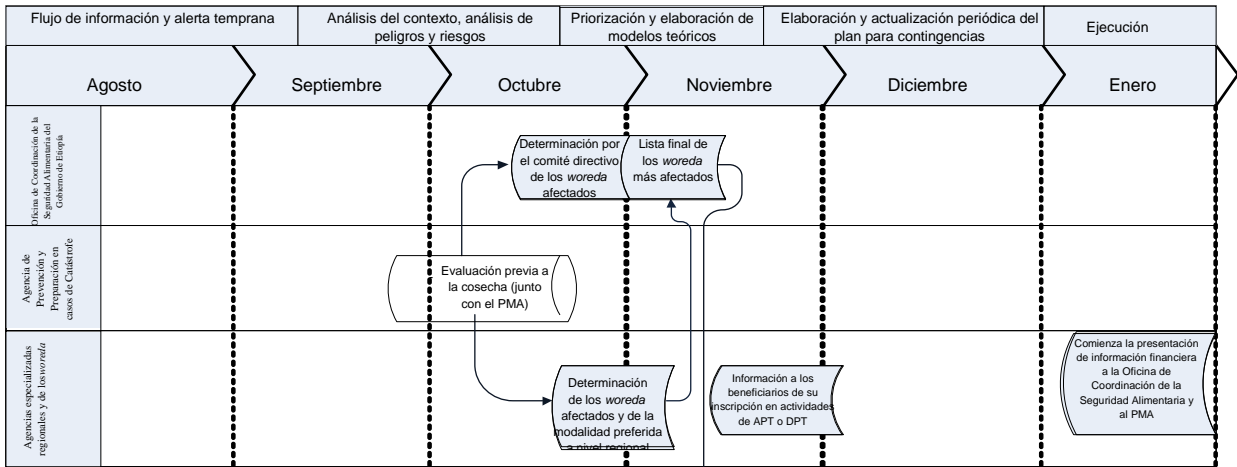 Flujo de información y alerta temprana
Análisis del contexto, análisis de
peligros y riesgos
Priorización y elaboración de
modelos teóricos
Elaboración y actualización periódica del
plan para contingencias
Ejecución
Agosto
Septiembre
Octubre
Noviembre
Diciembre
Enero
Oficina de Coordinación de la
Seguridad Alimentaria del
Gobierno de Etiopía
Determinación por
el comité directivo
de los woreda
afectados
Lista final de
los woreda
más afectados
Agencia de
Prevención y
Preparación en
casos de Catástrofe
Evaluación previa a
la cosecha (junto
con el PMA)
Agencias especializadas
regionales y de los woreda
Determinación
de los woreda
afectados y de la
modalidad preferida
a nivel regional
Información a los
beneficiarios de su
inscripción en actividades
de APT o DPT
Comienza la presentación
de información financiera
a la Oficina de
Coordinación de la
Seguridad Alimentaria y
al PMA